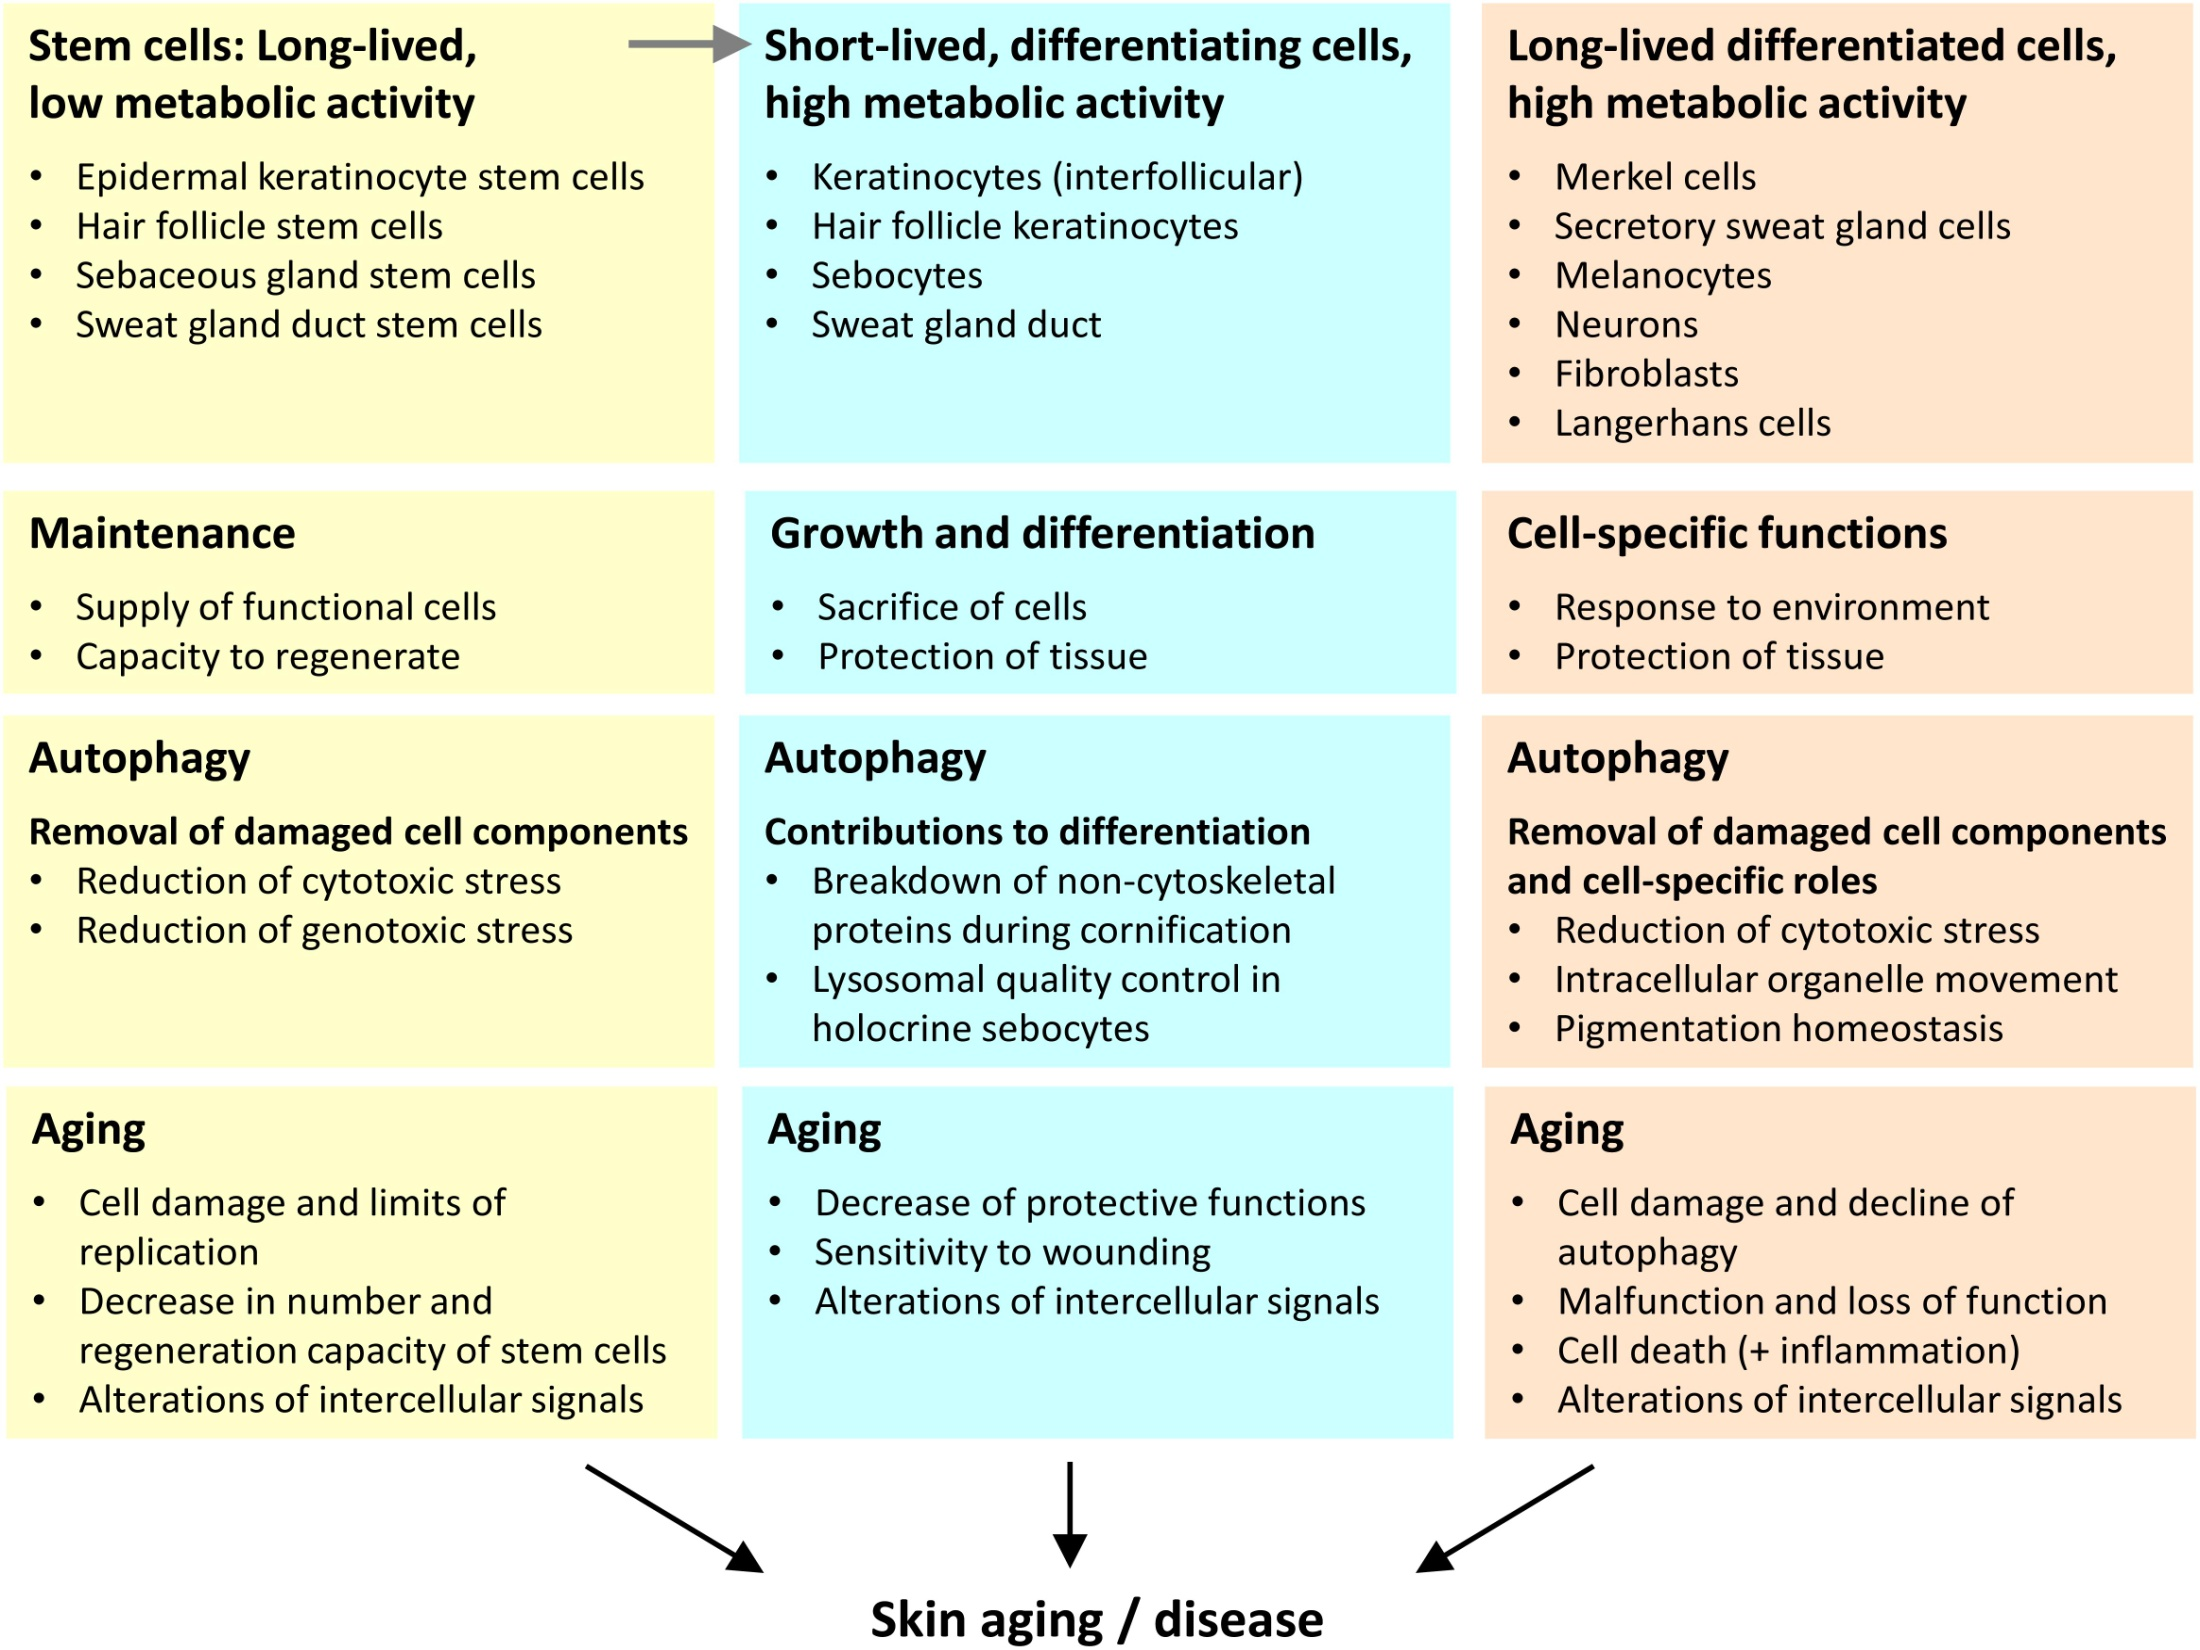 Stem cells: Long-lived,
low metabolic activity
• Epidermal keratinocyte stem cells
• Hair follicle stem cells
• Sebaceous gland stem cells
• Sweat gland duct stem cells
Short-lived, differentiating cells,
high metabolic activity
• Keratinocytes (interfollicular)
• Hair follicle keratinocytes
• Sebocytes
• Sweat gland duct
Long-lived differentiated cells,
high metabolic activity
• Merkel cells
• Secretory sweat gland cells
• Melanocytes
• Neurons
• Fibroblasts
• Langerhans cells
Maintenance
• Supply of functional cells
• Capacity to regenerate
Growth and differentiation
• Sacrifice of cells
• Protection of tissue
Cell-specific functions
• Response to environment
• Protection of tissue
Autophagy
Removal of damaged cell components
• Reduction of cytotoxic stress
• Reduction of genotoxic stress
Autophagy
Contributions to differentiation
• Breakdown of non-cytoskeletal
proteins during cornification
• Lysosomal quality control in
holocrine sebocytes
Autophagy
Removal of damaged cell components
and cell-specific roles
• Reduction of cytotoxic stress
• Intracellular organelle movement
• Pigmentation homeostasis
Aging
• Cell damage and limits of
replication
• Decrease in number and
regeneration capacity of stem cells
• Alterations of intercellular signals
Aging
• Decrease of protective functions
• Sensitivity to wounding
• Alterations of intercellular signals
Aging
• Cell damage and decline of
autophagy
• Malfunction and loss of function
• Cell death (+ inflammation)
• Alterations of intercellular signals
Skin aging / disease